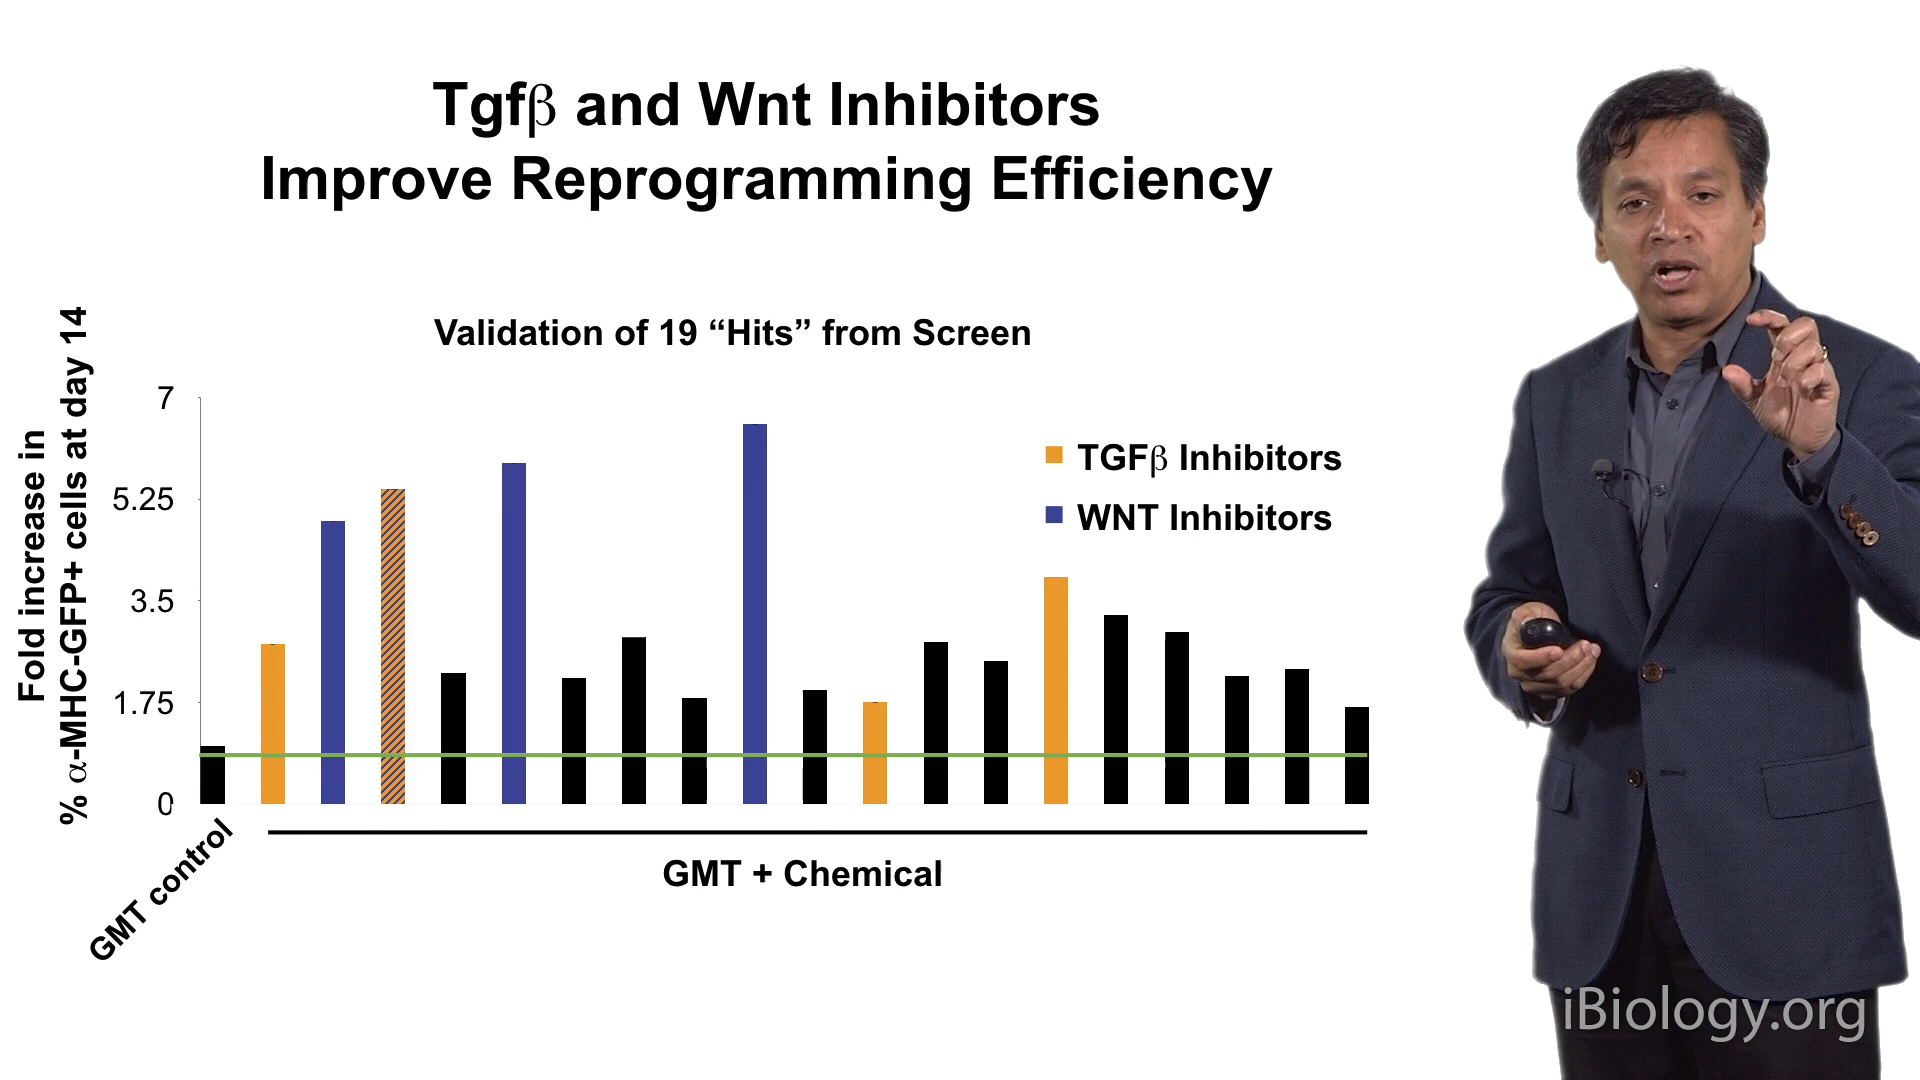 Tgfβ and Wnt Inhibitors
Improve Reprogramming Efficiency
Validation of 19 “Hits” from Screen
Fold increase in
% α-MHC-GFP+ cells at day 14
7
5.25
3.5
1.75
0
TGFβ Inhibitors
WNT Inhibitors
GMT control
GMT + Chemical
iBiology.org